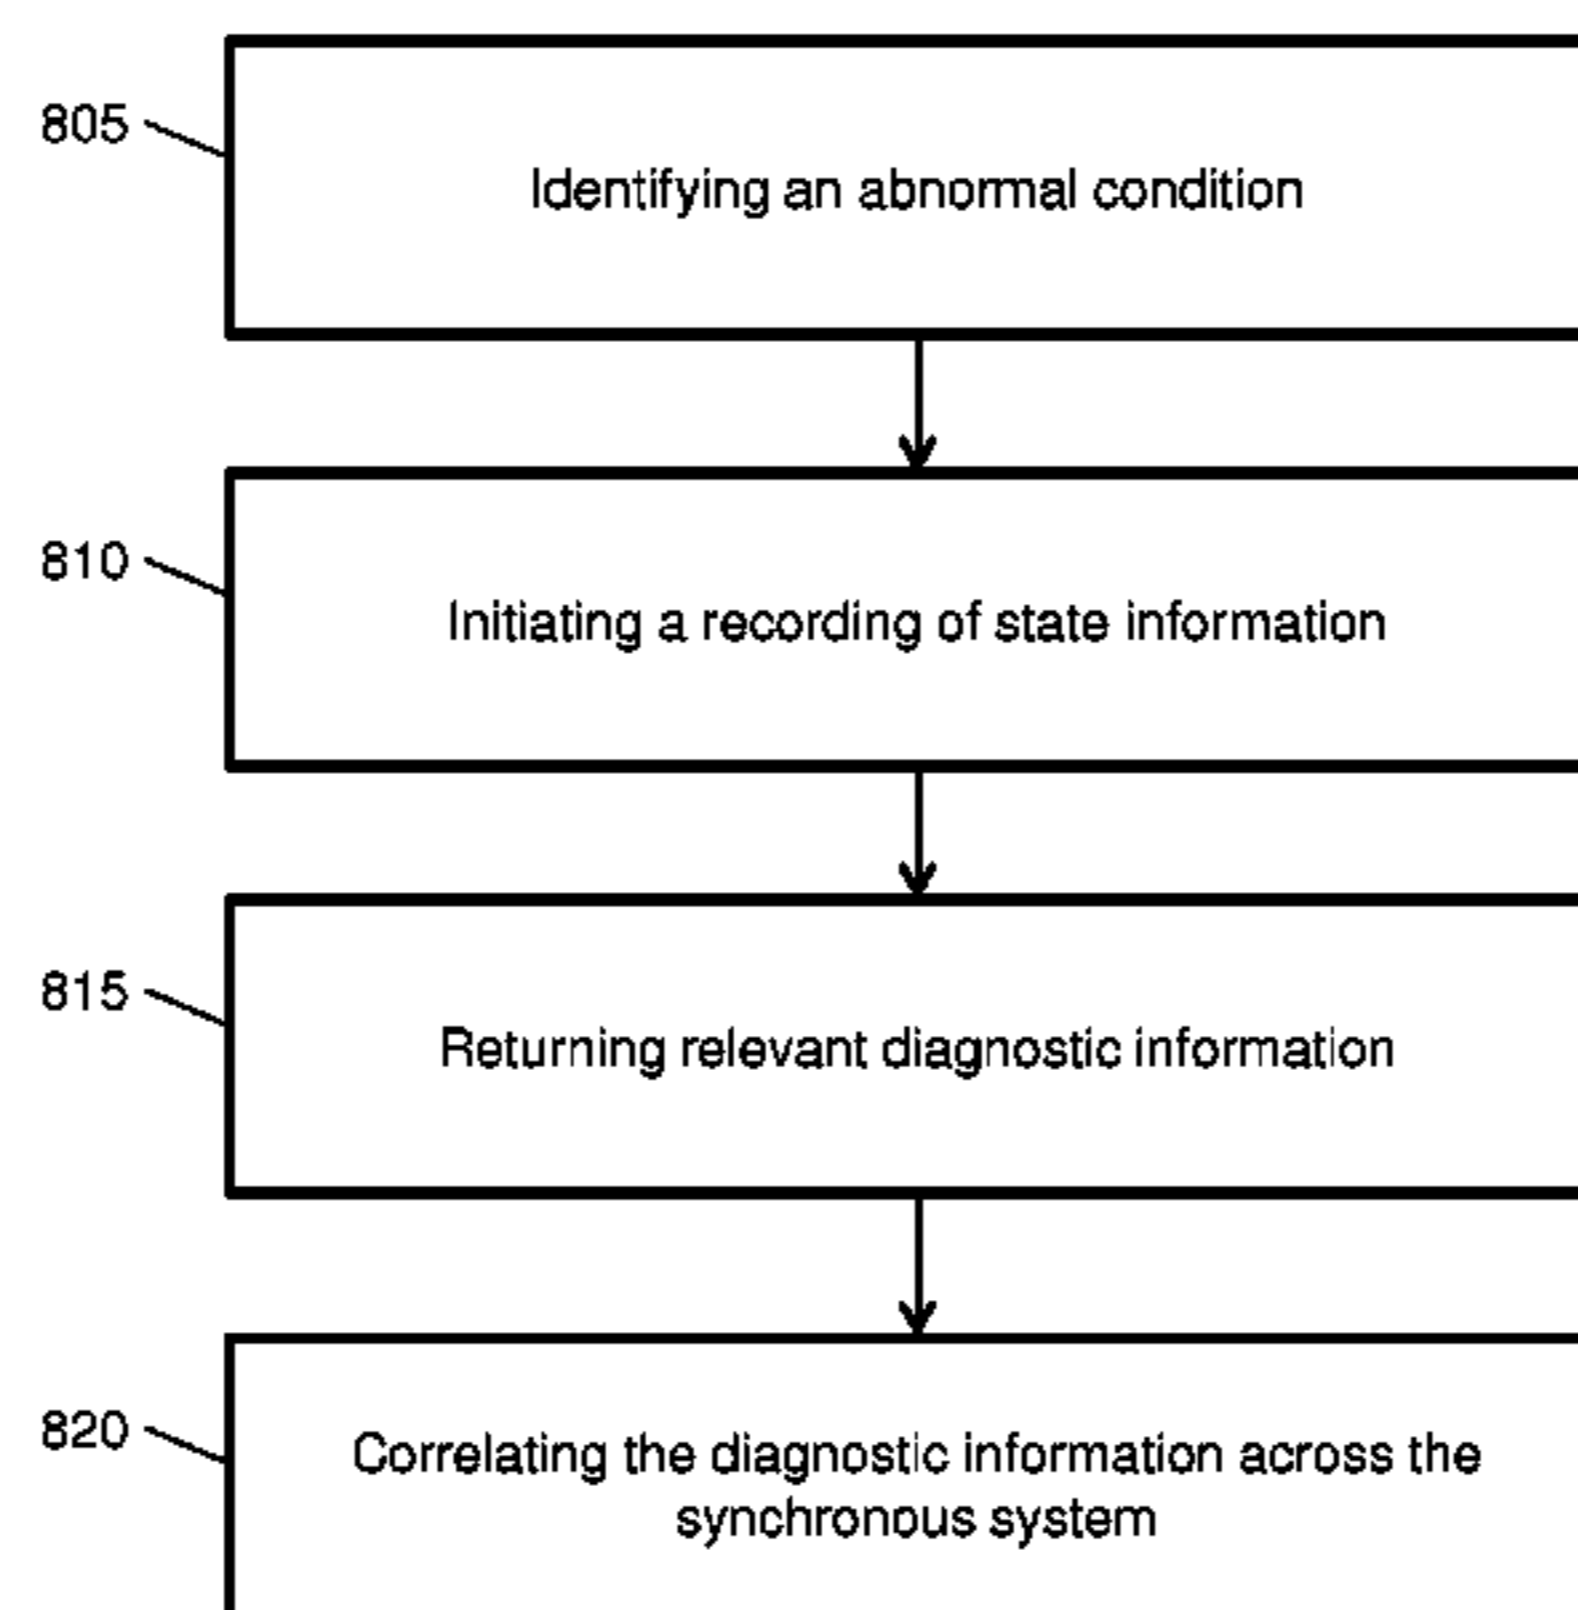 805
Identifying an abnormal condition
810
Initiating a recording of state information
815
Returning relevant diagnostic information
820
Correlating the diagnostic information across the
synchronous system